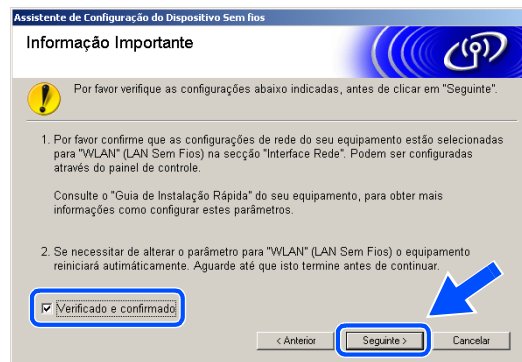 Assistente de Configuração do Dispositivo Sem fios
Informação Importante
Por favor verifique as configurações abaixo indicadas, antes de clicar em "Seguinte".
1. Por favor confirme que as configurações de rede do seu equipamento estão selecionadas
para "WLAN" (LAN Sem Fios) na secção "Interface Rede". Podem ser configuradas
através do painel de controle.
Consulte o "Guia de Instalação Rápida" do seu equipamento, para obter mais
informações como configurar estes parâmetros.
2. Se necessitar de alterar o parâmetro para "WLAN" (LAN Sem Fios) o equipamento
reiniciará autimáticamente. Aguarde até que isto termine antes de continuar.
Verificado e confirmado
< Anterior
Seguinte >
Cancelar